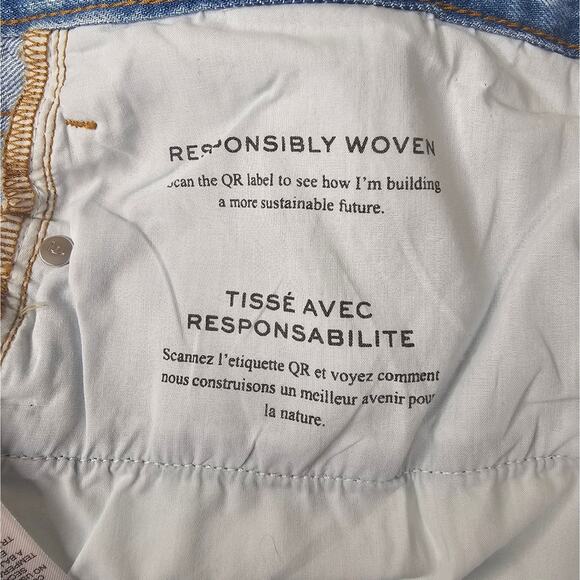 RESPONSIBLY WOVEN
Scan the QR label to see how I'm building
a more sustainable future.
TISSÉ AVEC
RESPONSABILITE
Scannez l'etiquette QR et voyez comment
nous construisons un meilleur avenir pour
la nature.